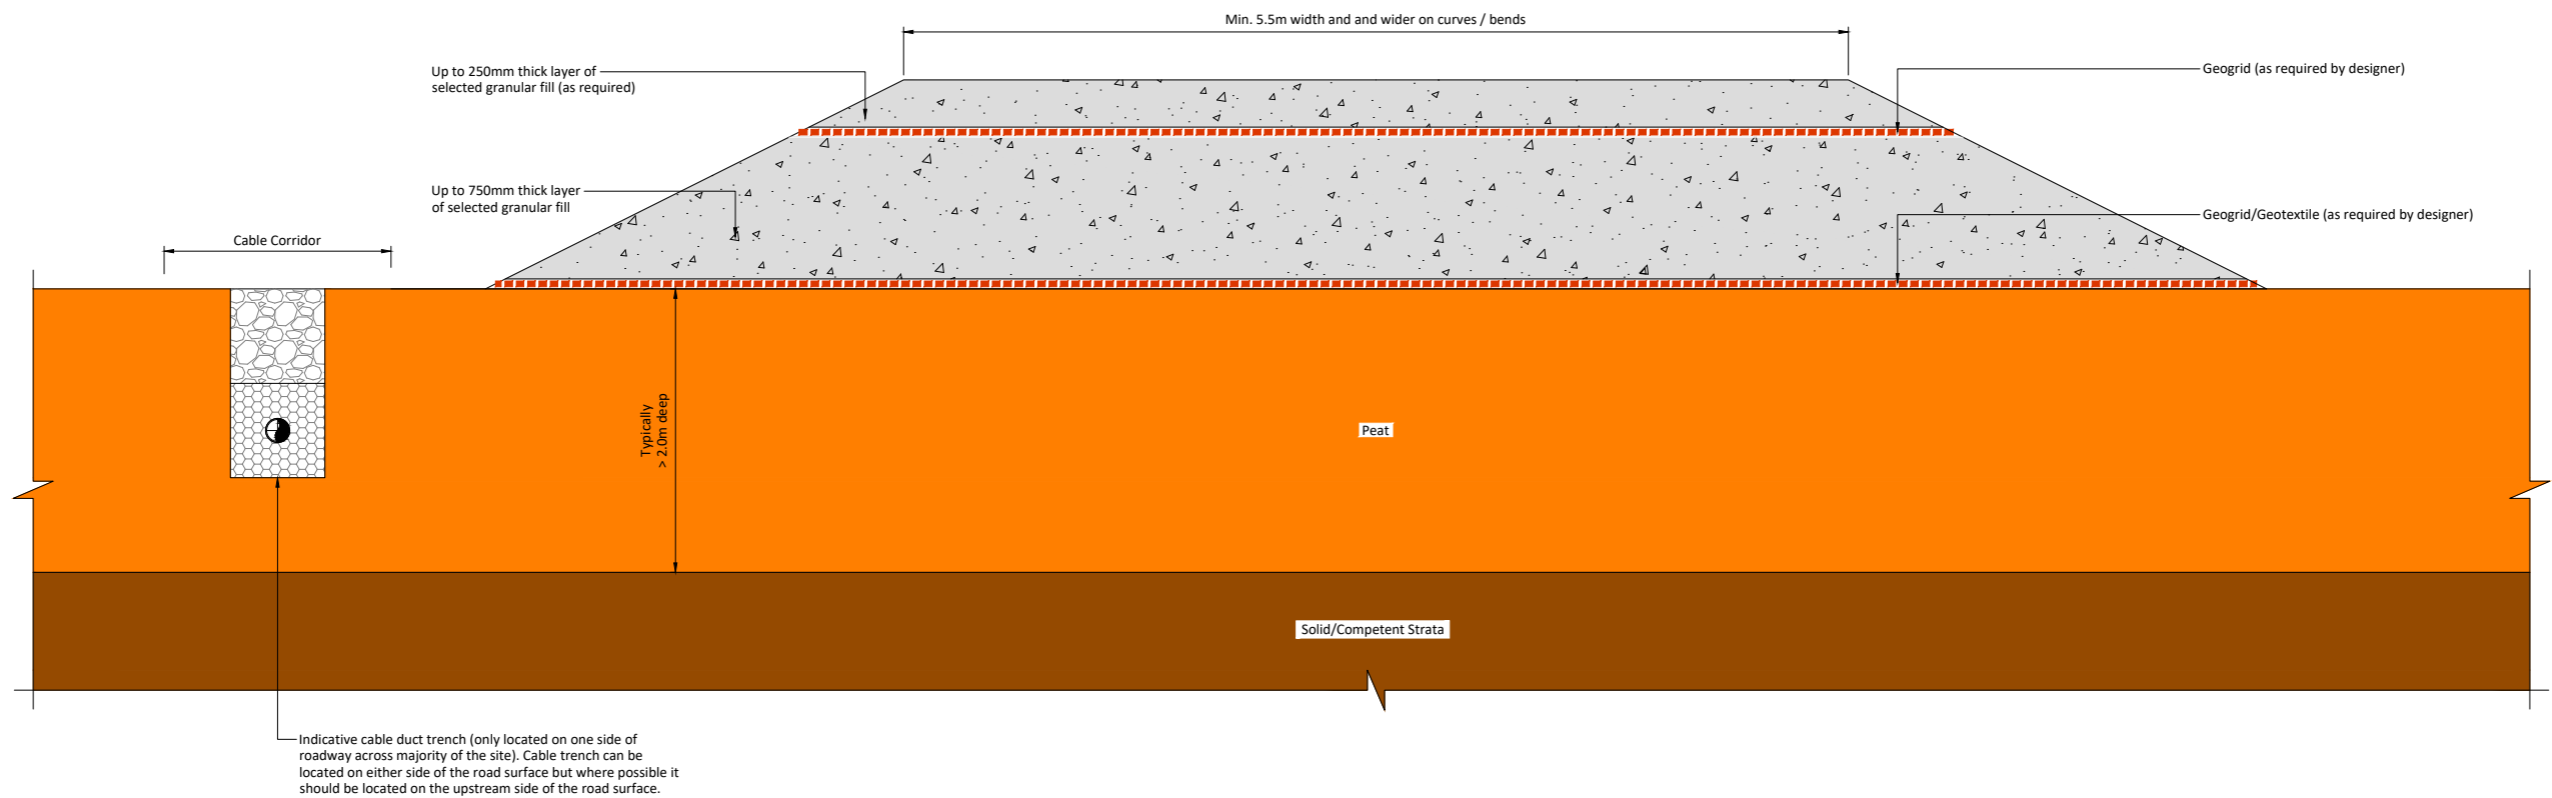 Min. 5.5m width and and wider on curves / bends
Up to 250mm thick layer of
selected granular fill (as required)
Geogrid (as required by designer)
Up to 750mm thick layer
of selected granular fill
Geogrid/Geotextile (as required by designer)
Cable Corridor
Typically
> 2.0m deep
Peat
Solid/Competent Strata
Indicative cable duct trench (only located on one side of
roadway across majority of the site). Cable trench can be
located on either side of the road surface but where possible it
should be located on the upstream side of the road surface.